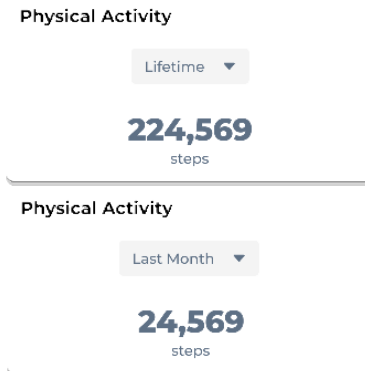 Physical Activity
Lifetime
224,569
steps
Physical Activity
Last Month
24,569
steps